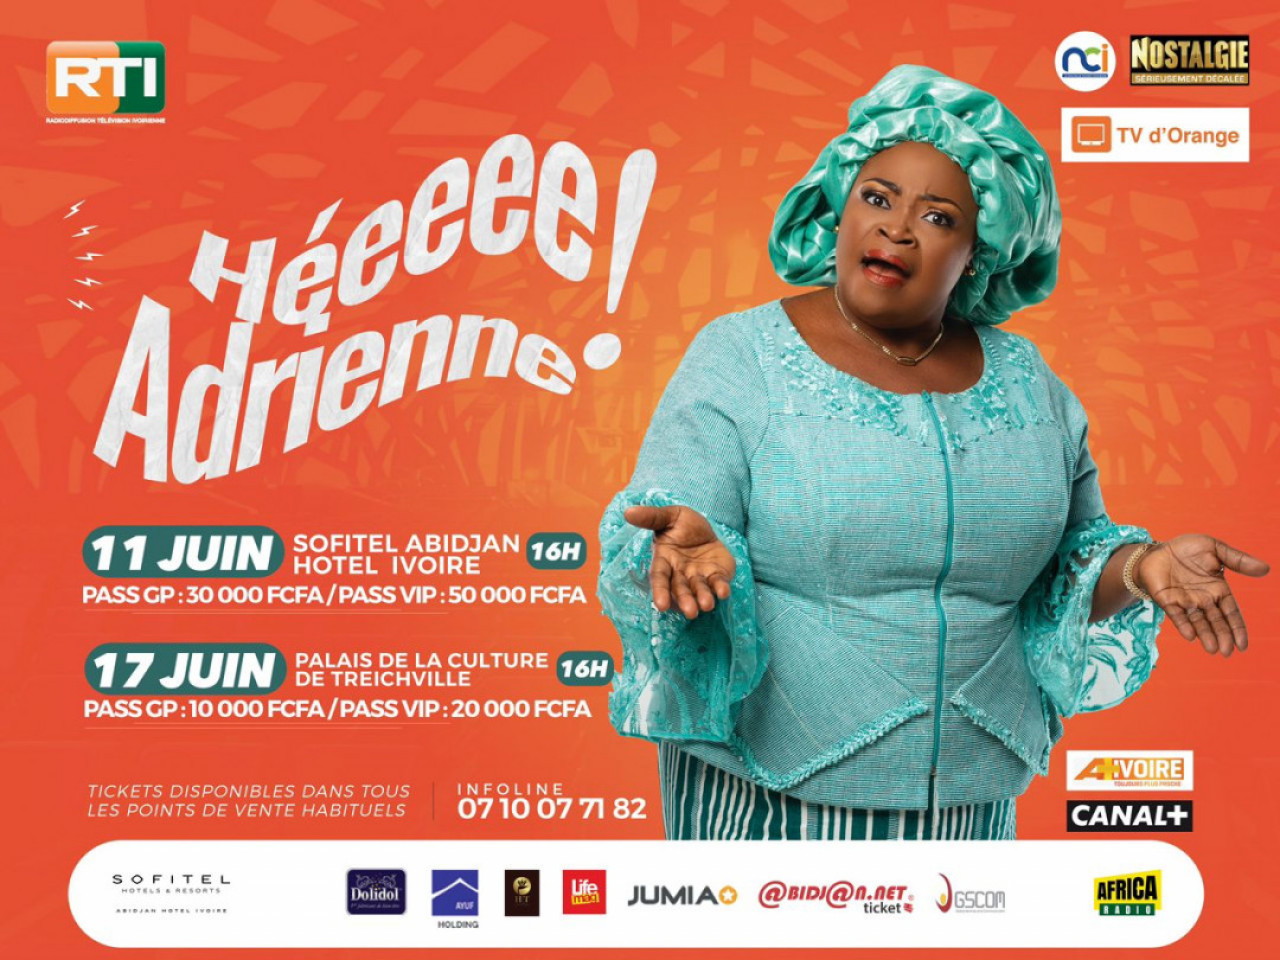 RTI
RADIODIFFUSION TÉLÉVISION IVOIRIENNE
nci
NOSTALGIE
SÉRIEUSEMENT DÉCALÉE
TV d'Orange
Héeeeee!
Adrienne
11 JUIN
SOFITEL ABIDJAN
HOTEL IVOIRE
16H
PASS GP : 30 000 FCFA / PASS VIP : 50 000 FCFA
17 JUIN
PALAIS DE LA CULTURE
DE TREICHVILLE
16H
PASS GP : 10 000 FCFA / PASS VIP : 20 000 FCFA
TICKETS DISPONIBLES DANS TOUS
LES POINTS DE VENTE HABITUELS
INFOLINE
07 10 07 71 82
A+IVOIRE
CANAL+
SOFITEL
HOTELS & RESORTS
ABIDJAN HOTEL IVOIRE
Dolidol
AYUF
HOLDING
Life
mag
JUMIA
@BIDJ@N.NET
ticket
GSCOM
AFRICA
RADIO